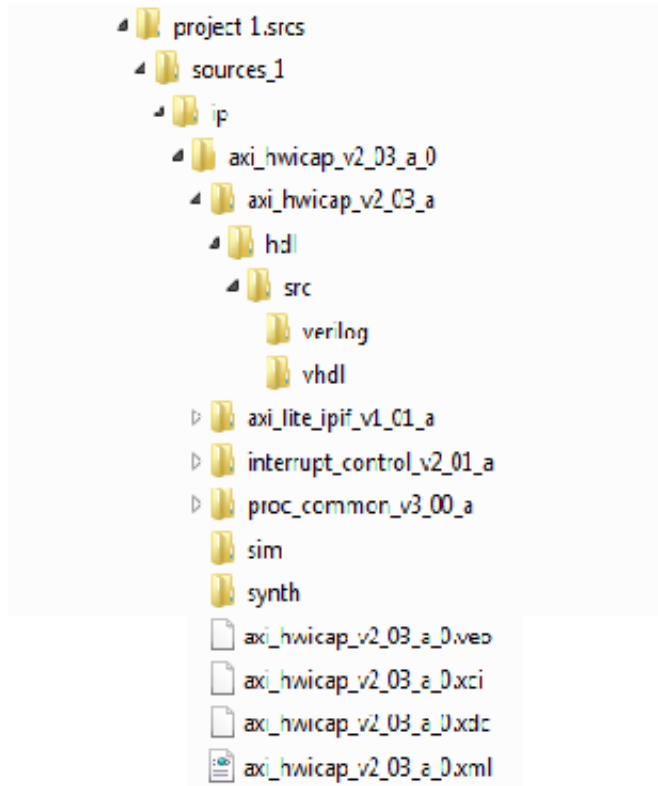 project 1.srcs
sources_1
ip
axi_hwicap_v2_03_a_0
axi_hwicap_v2_03_a
hdl
src
verilog
vhdl
axi_lite_ipif_v1_01_a
interrupt_control_v2_01_a
proc_common_v3_00_a
sim
synth
axi_hwicap_v2_03_a_0.veo
axi_hwicap_v2_03_a_0.xci
axi_hwicap_v2_03_a_0.xdc
axi_hwicap_v2_03_a_0.xml